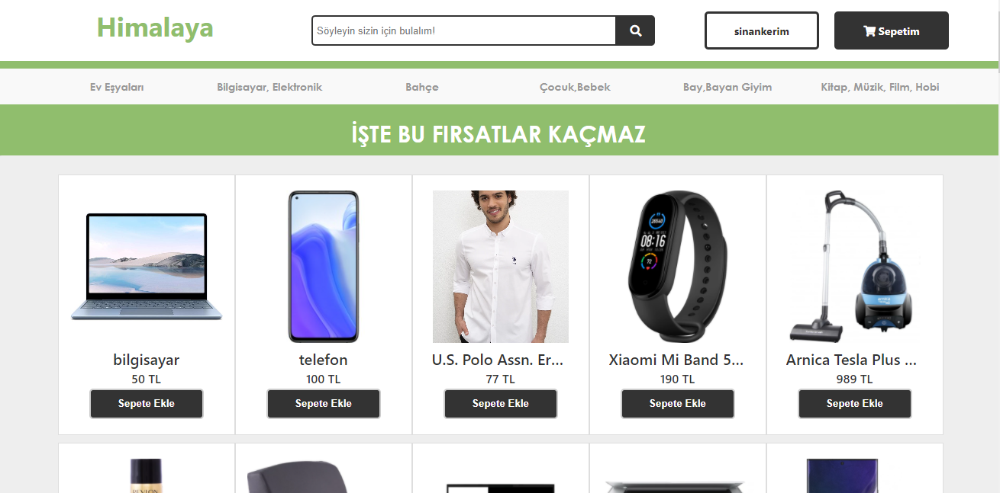 Himalaya
Söyleyin sizin için bulalım!
sinankerim
Sepetim
Ev Eşyaları
Bilgisayar, Elektronik
Bahçe
Çocuk,Bebek
Bay,Bayan Giyim
Kitap, Müzik, Film, Hobi
İŞTE BU FIRSATLAR KAÇMAZ
08:16
72
bilgisayar
50 TL
Sepete Ekle
telefon
100 TL
Sepete Ekle
U.S. Polo Assn. Er...
77 TL
Sepete Ekle
Xiaomi Mi Band 5...
190 TL
Sepete Ekle
Arnica Tesla Plus ...
989 TL
Sepete Ekle
REVLON